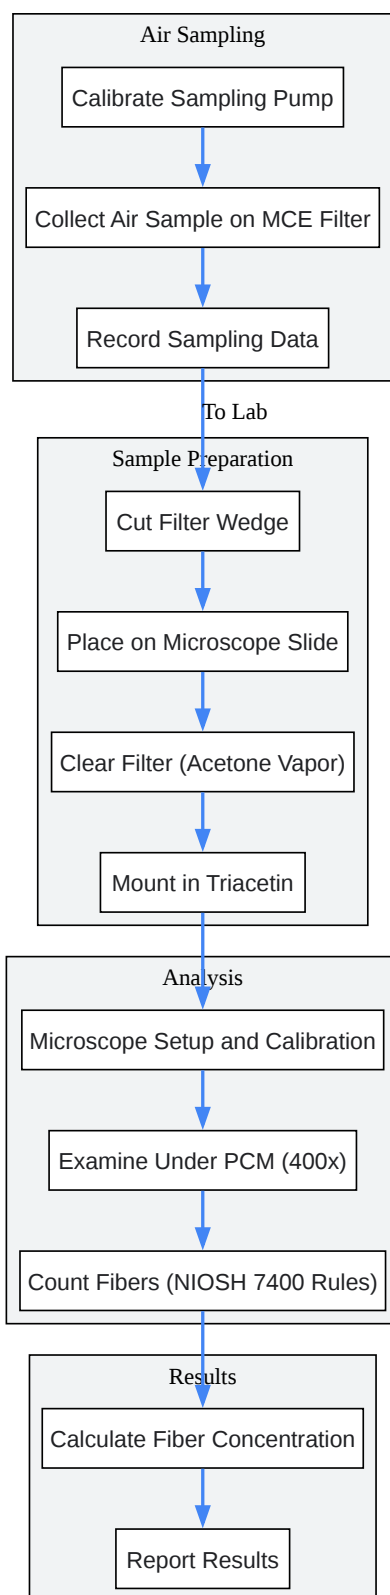 Air Sampling
Calibrate Sampling Pump
Collect Air Sample on MCE Filter
Record Sampling Data
To Lab
Sample Preparation
Cut Filter Wedge
Place on Microscope Slide
Clear Filter (Acetone Vapor)
Mount in Triacetin
Analysis
Microscope Setup and Calibration
Examine Under PCM (400x)
Count Fibers (NIOSH 7400 Rules)
Results
Calculate Fiber Concentration
Report Results